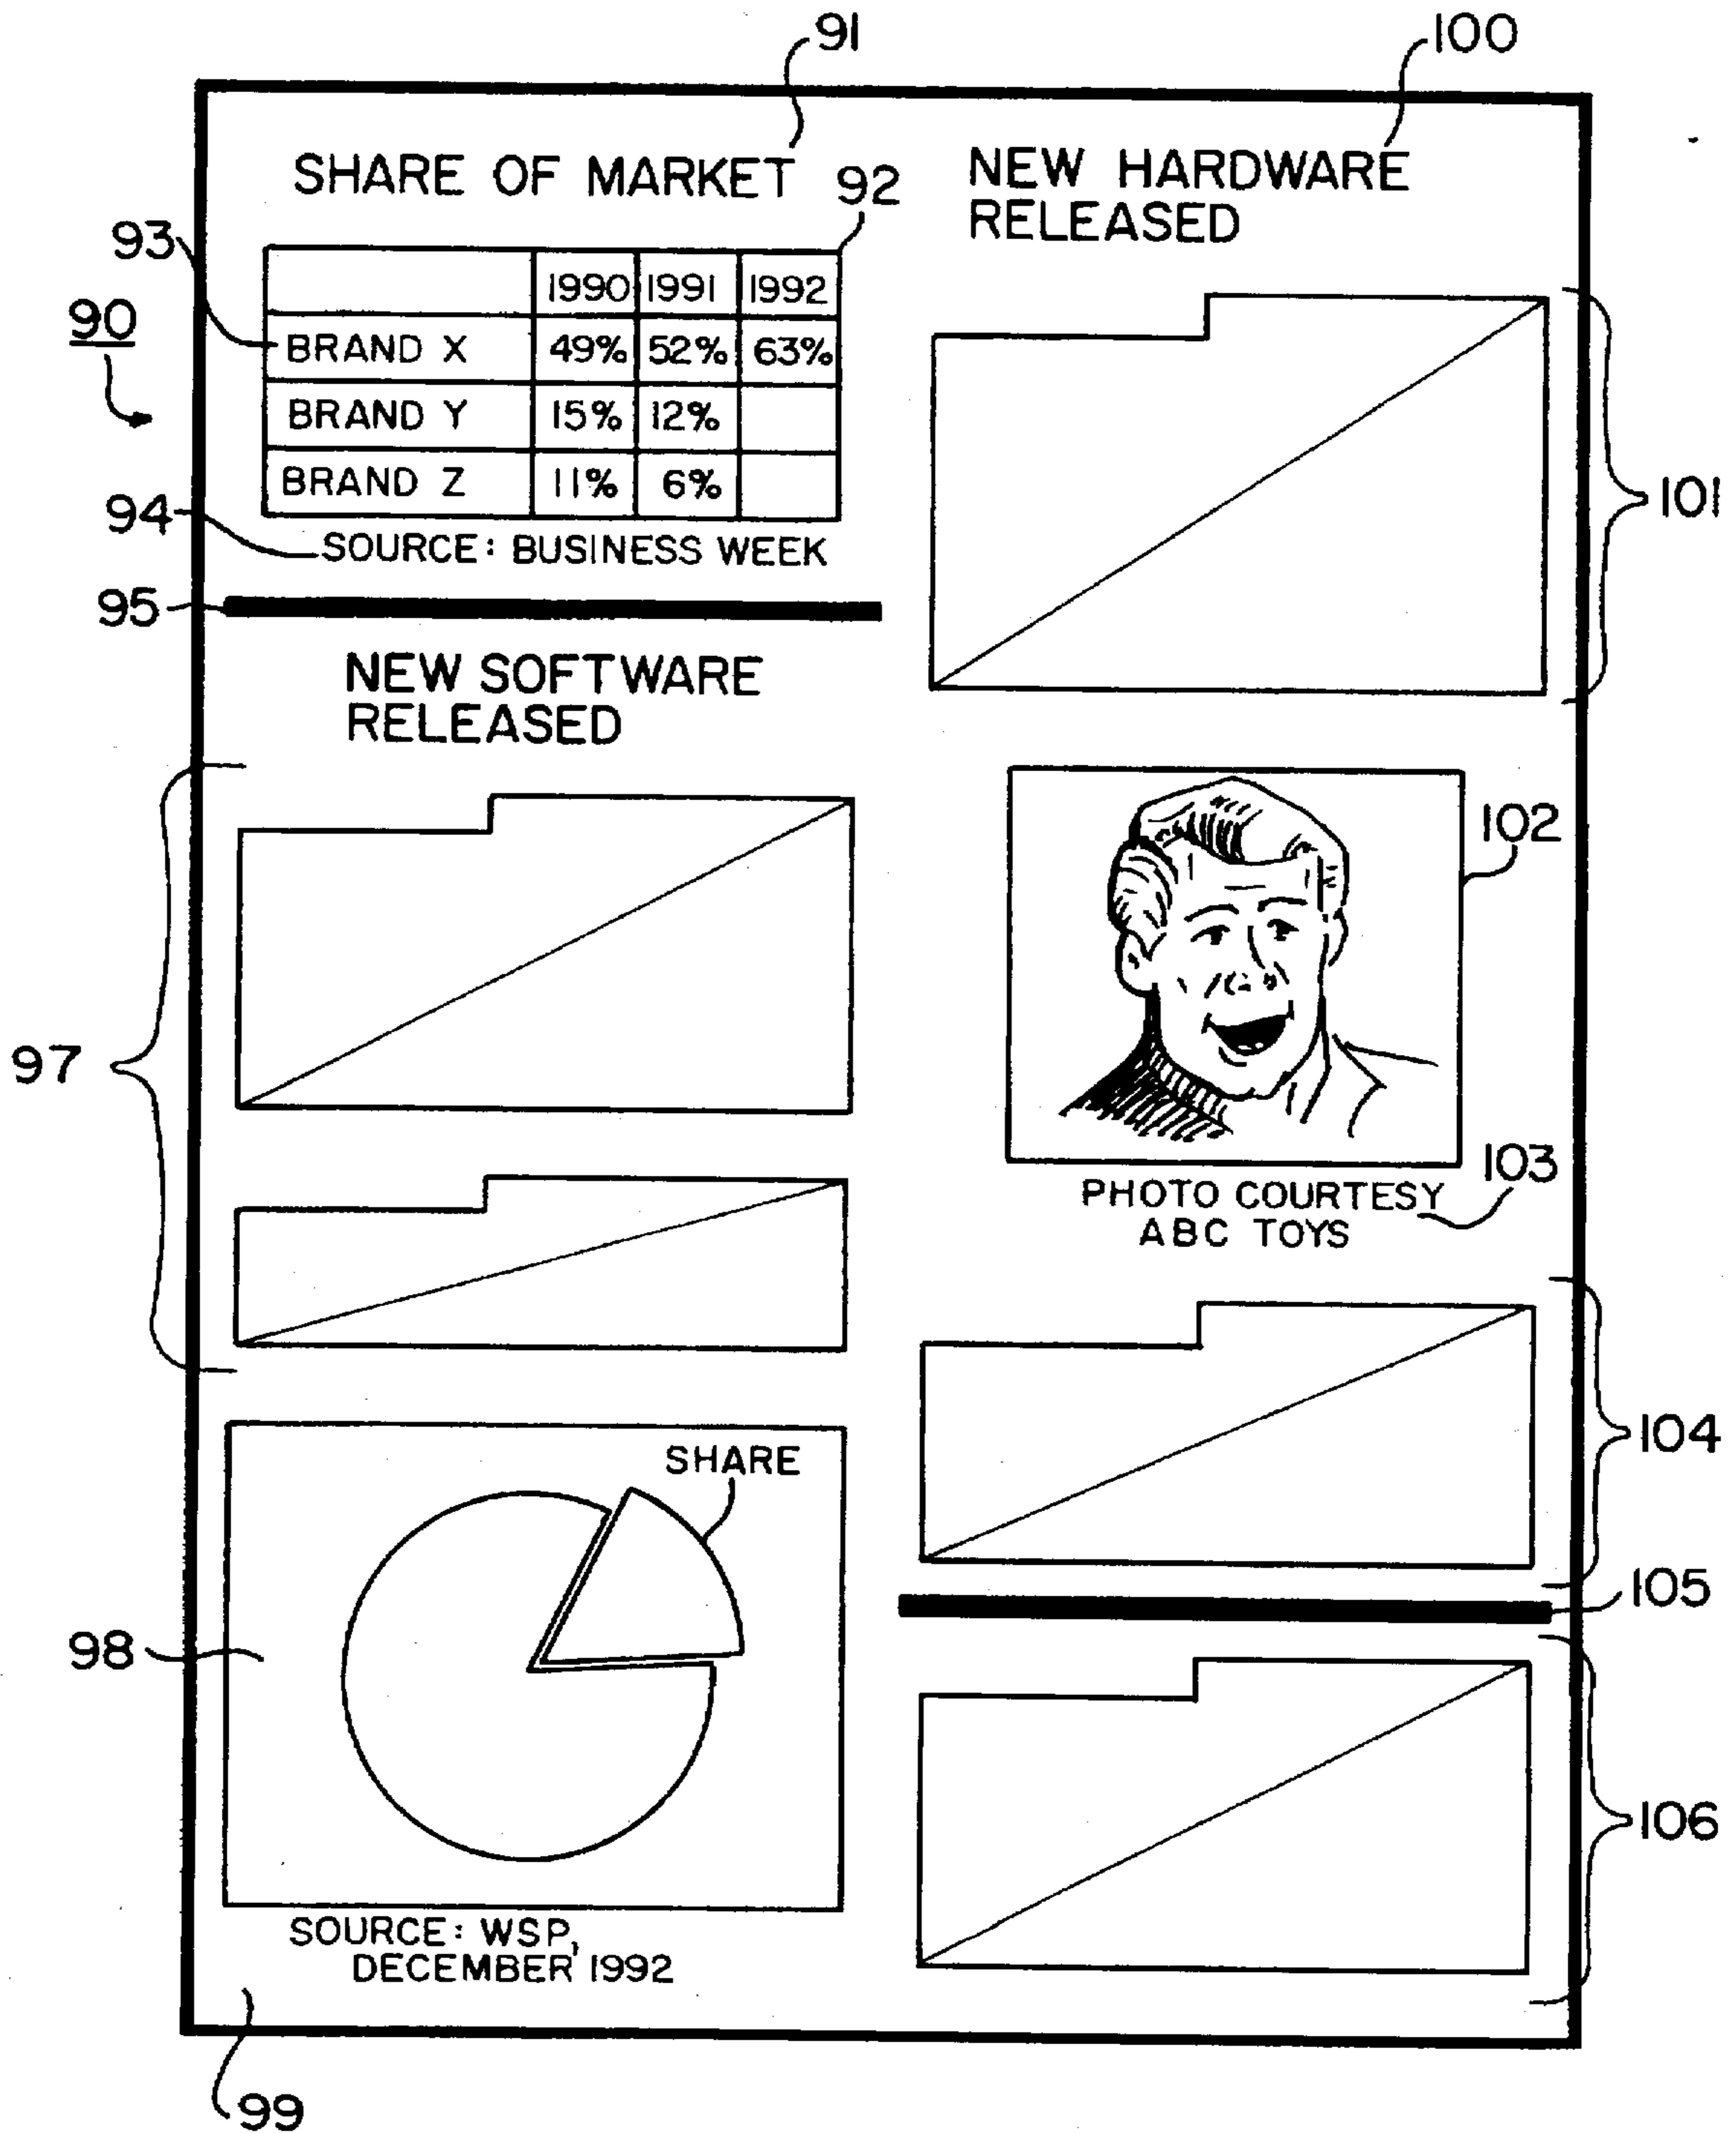 91
100
SHARE OF MARKET
92
NEW HARDWARE
RELEASED
93
90
1990 1991 1992
BRAND X 49% 52% 63%
BRAND Y 15% 12%
BRAND Z 11% 6%
94
SOURCE: BUSINESS WEEK
95
101
NEW SOFTWARE
RELEASED
97
102
103
PHOTO COURTESY
ABC TOYS
104
SHARE
98
105
106
SOURCE: WSP,
DECEMBER 1992
99